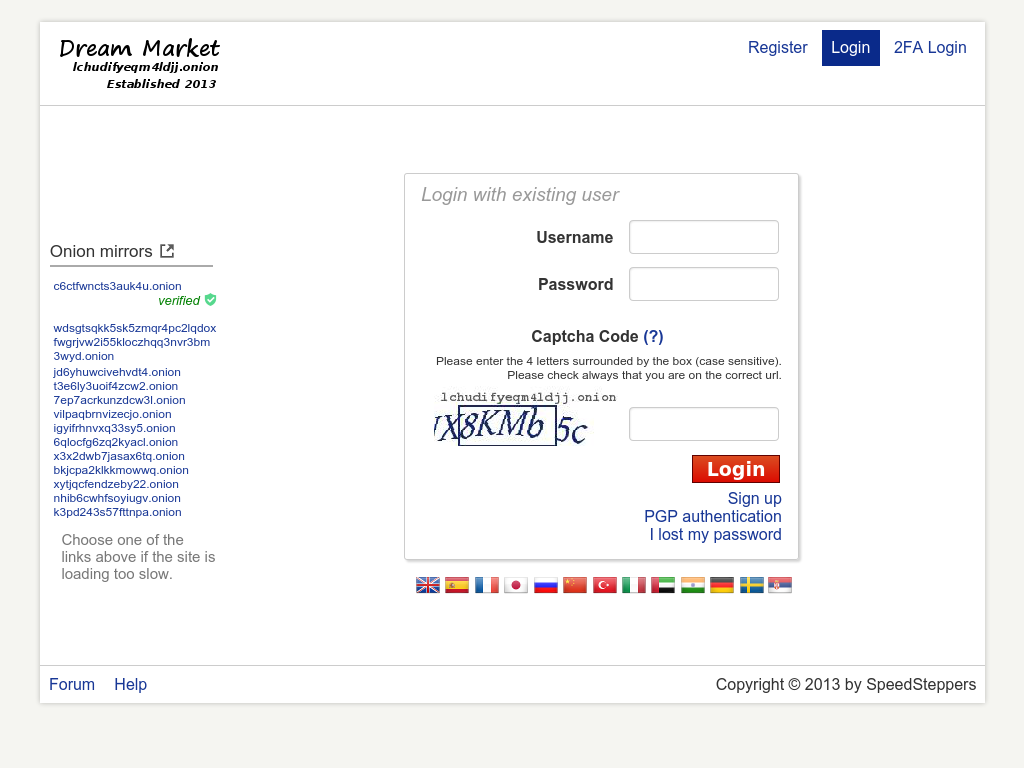 Dream Market
lchudifyeqm4ldjj.onion
Established 2013
Register Login 2FA Login
Login with existing user
Username
Password
Onion mirrors
c6ctfwncts3auk4u.onion
verified
wdsgtsqkk5sk5zmqr4pc2lqdox
fwgrjvw2i55kloczhqq3nvr3bm
3wyd.onion
jd6yhuwcivehvdt4.onion
t3e6ly3uoif4zcw2.onion
7ep7acrkunzdcw3l.onion
vilpaqbrnvizecjo.onion
igyifrhnvxq33sy5.onion
6qlocfg6zq2kyacl.onion
x3x2dwb7jasax6tq.onion
bkjcpa2klkkmowwq.onion
xytjqcfendzeby22.onion
nhib6cwhfsoyiugv.onion
k3pd243s57fttnpa.onion
Choose one of the
links above if the site is
loading too slow.
Captcha Code (?)
Please enter the 4 letters surrounded by the box (case sensitive).
Please check always that you are on the correct url.
lchudifyeqm4ldjj.onion
X8KMb5c
Login
Sign up
PGP authentication
I lost my password
Forum Help
Copyright © 2013 by SpeedSteppers